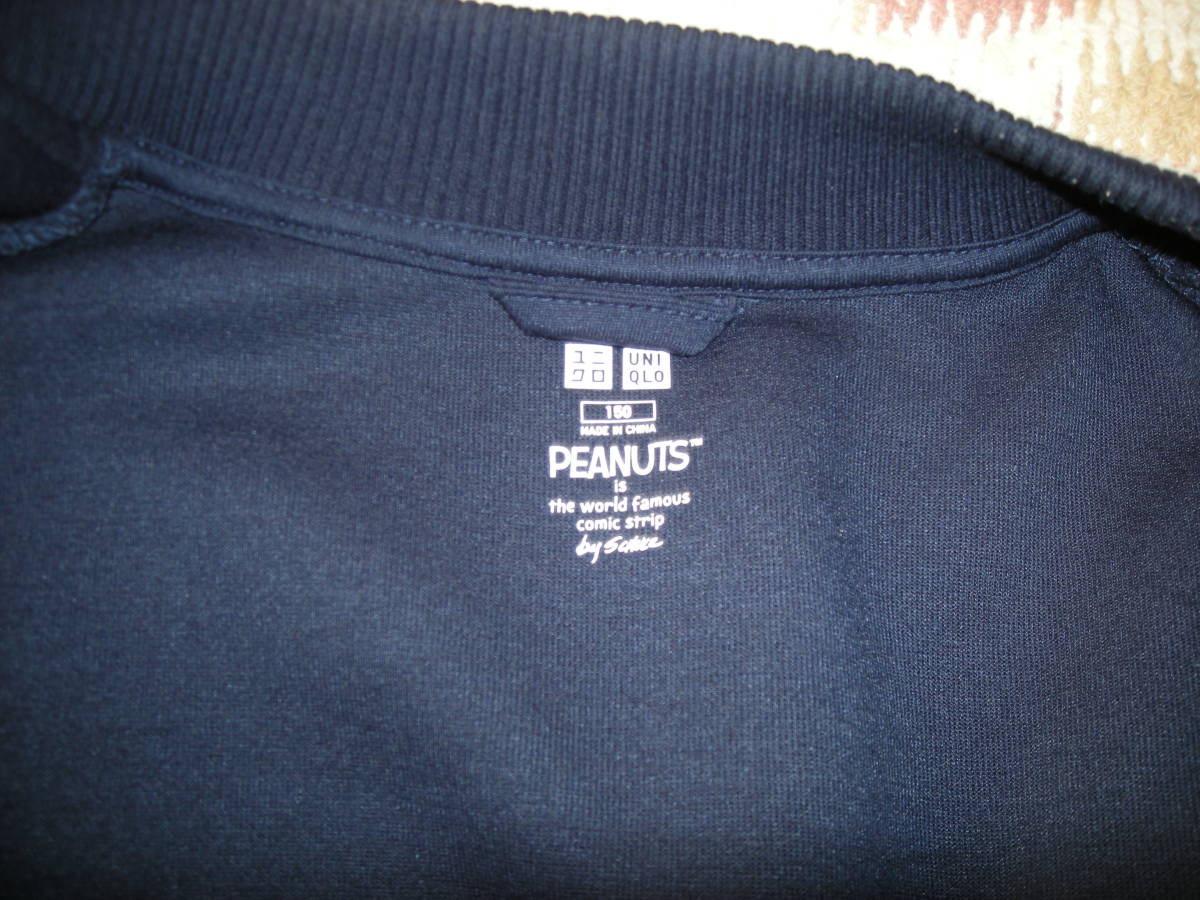 ユニ UNI
クロ QLO
150
MADE IN CHINA
PEANUTS™
is
the world famous
comic strip
by Schulz